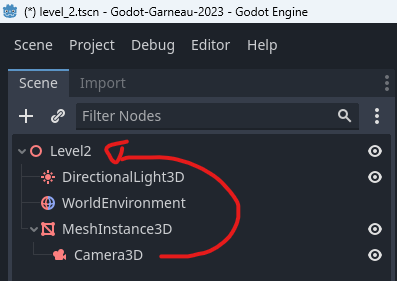 (*) level_2.tscn - Godot-Garneau-2023 - Godot Engine
Scene Project Debug Editor Help
Scene Import
Filter Nodes
Level2
DirectionalLight3D
WorldEnvironment
MeshInstance3D
Camera3D